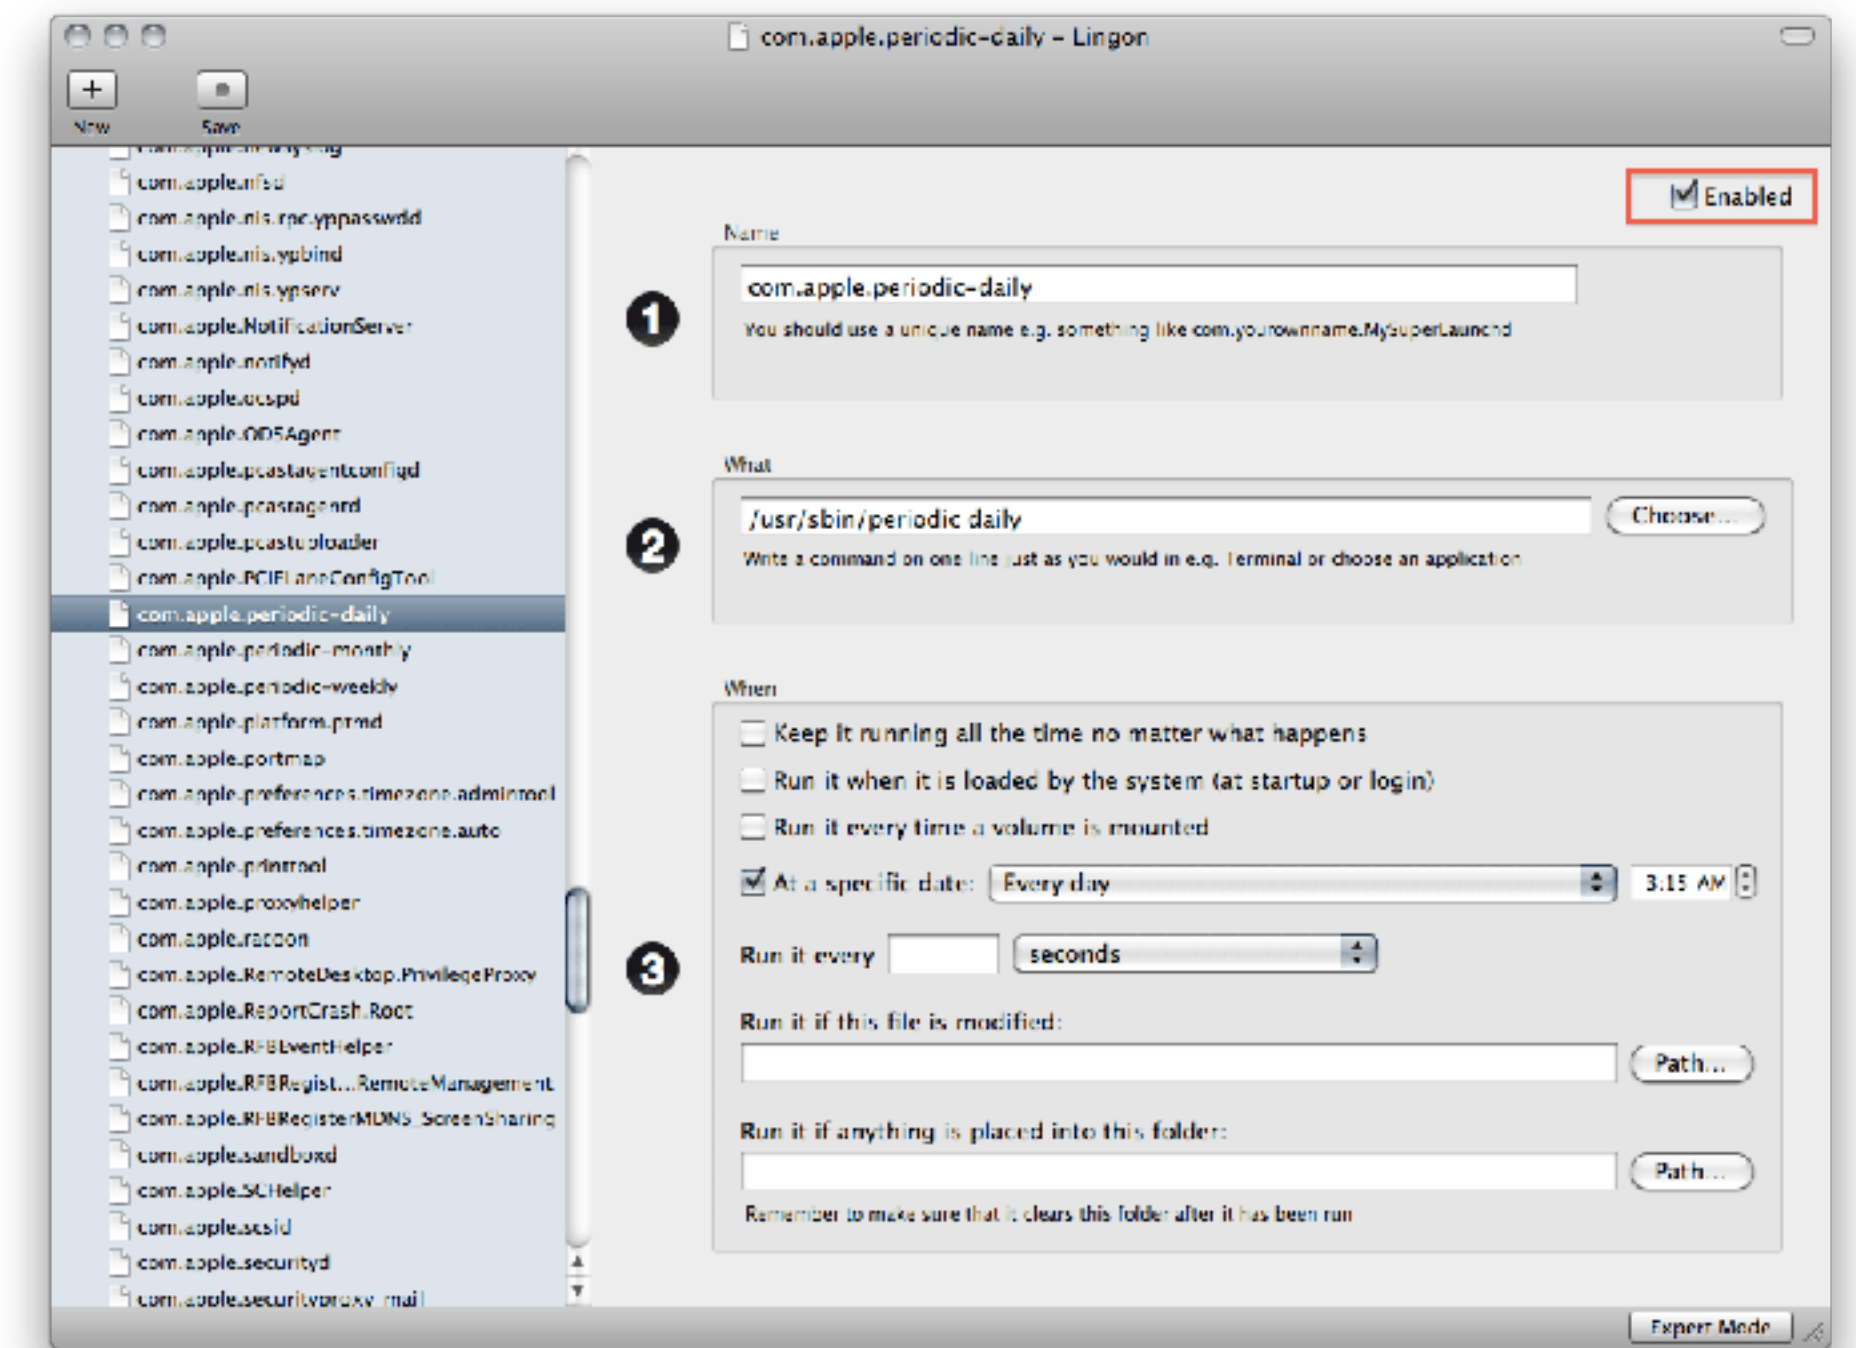 com.apple.periodic-daily – Lingon
New
Save
com.apple.nfsd
com.apple.nis.rpc.yppasswdd
com.apple.nis.ypbind
com.apple.nis.ypserv
com.apple.NotificationServer
com.apple.notifyd
com.apple.ocspd
com.apple.ODSAgent
com.apple.pcastagentconfigd
com.apple.pcastagentd
com.apple.pcastuploader
com.apple.PCIELaneConfigTool
com.apple.periodic-daily
com.apple.periodic-monthly
com.apple.periodic-weekly
com.apple.platform.ptmd
com.apple.portmap
com.apple.preferences.timezone.admintool
com.apple.preferences.timezone.auto
com.apple.printtool
com.apple.proxyhelper
com.apple.racoon
com.apple.RemoteDesktop.PrivilegeProxy
com.apple.ReportCrash.Root
com.apple.RFBEventHelper
com.apple.RFBRegist...RemoteManagement
com.apple.RFBRegisterMDNS_ScreenSharing
com.apple.sandboxd
com.apple.SCHelper
com.apple.scsid
com.apple.securityd
com.apple.securityproxy_mail
Enabled
Name
1
com.apple.periodic-daily
You should use a unique name e.g. something like com.yourownname.MySuperLaunchd
What
2
/usr/sbin/periodic daily
Choose...
Write a command on one line just as you would in e.g. Terminal or choose an application
When
3
Keep it running all the time no matter what happens
Run it when it is loaded by the system (at startup or login)
Run it every time a volume is mounted
At a specific date: Every day 3:15 AM
Run it every seconds
Run it if this file is modified:
Path...
Run it if anything is placed into this folder:
Path...
Remember to make sure that it clears this folder after it has been run
Expert Mode